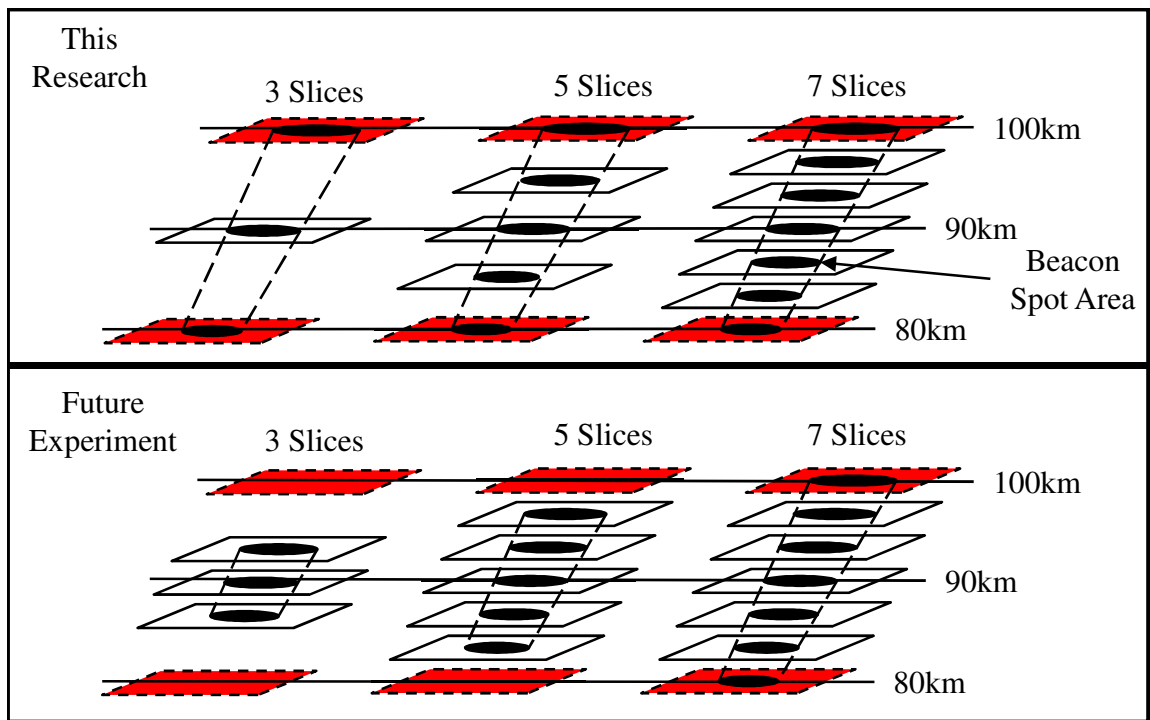 This
Research
3 Slices
5 Slices
7 Slices
100km
90km
Beacon
Spot Area
80km
Future
Experiment
3 Slices
5 Slices
7 Slices
100km
90km
80km